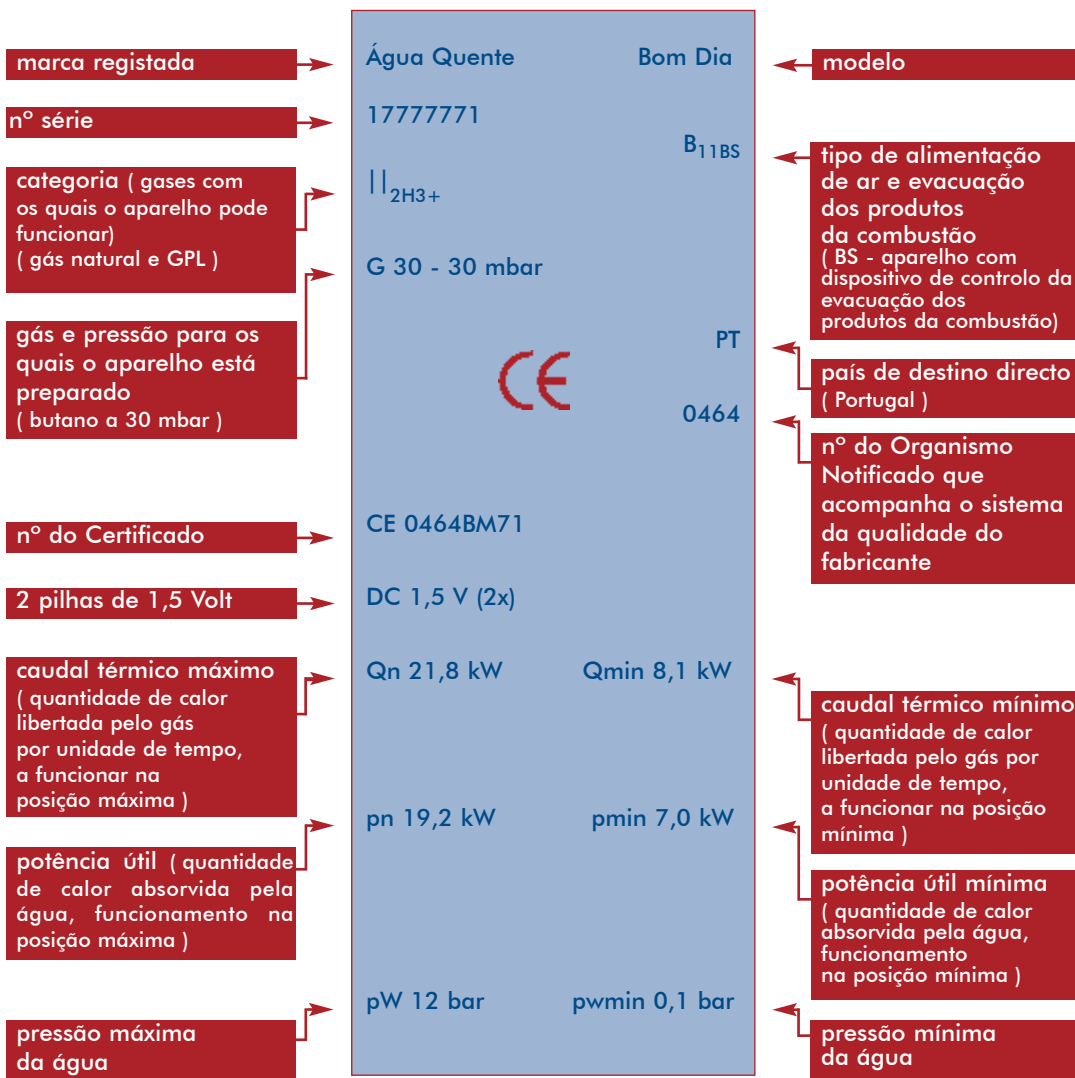 marca registada
Água Quente
Bom Dia
modelo
nº série
17777771
B11BS
tipo de alimentação
de ar e evacuação
dos produtos
da combustão
( BS - aparelho com
dispositivo de controlo da
evacuação dos
produtos da combustão)
categoria ( gases com
os quais o aparelho pode
funcionar)
( gás natural e GPL )
||2H3+
G 30 - 30 mbar
gás e pressão para os
quais o aparelho está
preparado
( butano a 30 mbar )
PT
país de destino directo
( Portugal )
CE
0464
nº do Organismo
Notificado que
acompanha o sistema
da qualidade do
fabricante
nº do Certificado
CE 0464BM71
2 pilhas de 1,5 Volt
DC 1,5 V (2x)
caudal térmico máximo
( quantidade de calor
libertada pelo gás
por unidade de tempo,
a funcionar na
posição máxima )
Qn 21,8 kW
Qmin 8,1 kW
caudal térmico mínimo
( quantidade de calor
libertada pelo gás por
unidade de tempo,
a funcionar na posição
mínima )
pn 19,2 kW
pmin 7,0 kW
potência útil ( quantidade
de calor absorvida pela
água, funcionamento na
posição máxima )
potência útil mínima
( quantidade de calor
absorvida pela água,
funcionamento
na posição mínima )
pW 12 bar
pwmin 0,1 bar
pressão máxima
da água
pressão mínima
da água